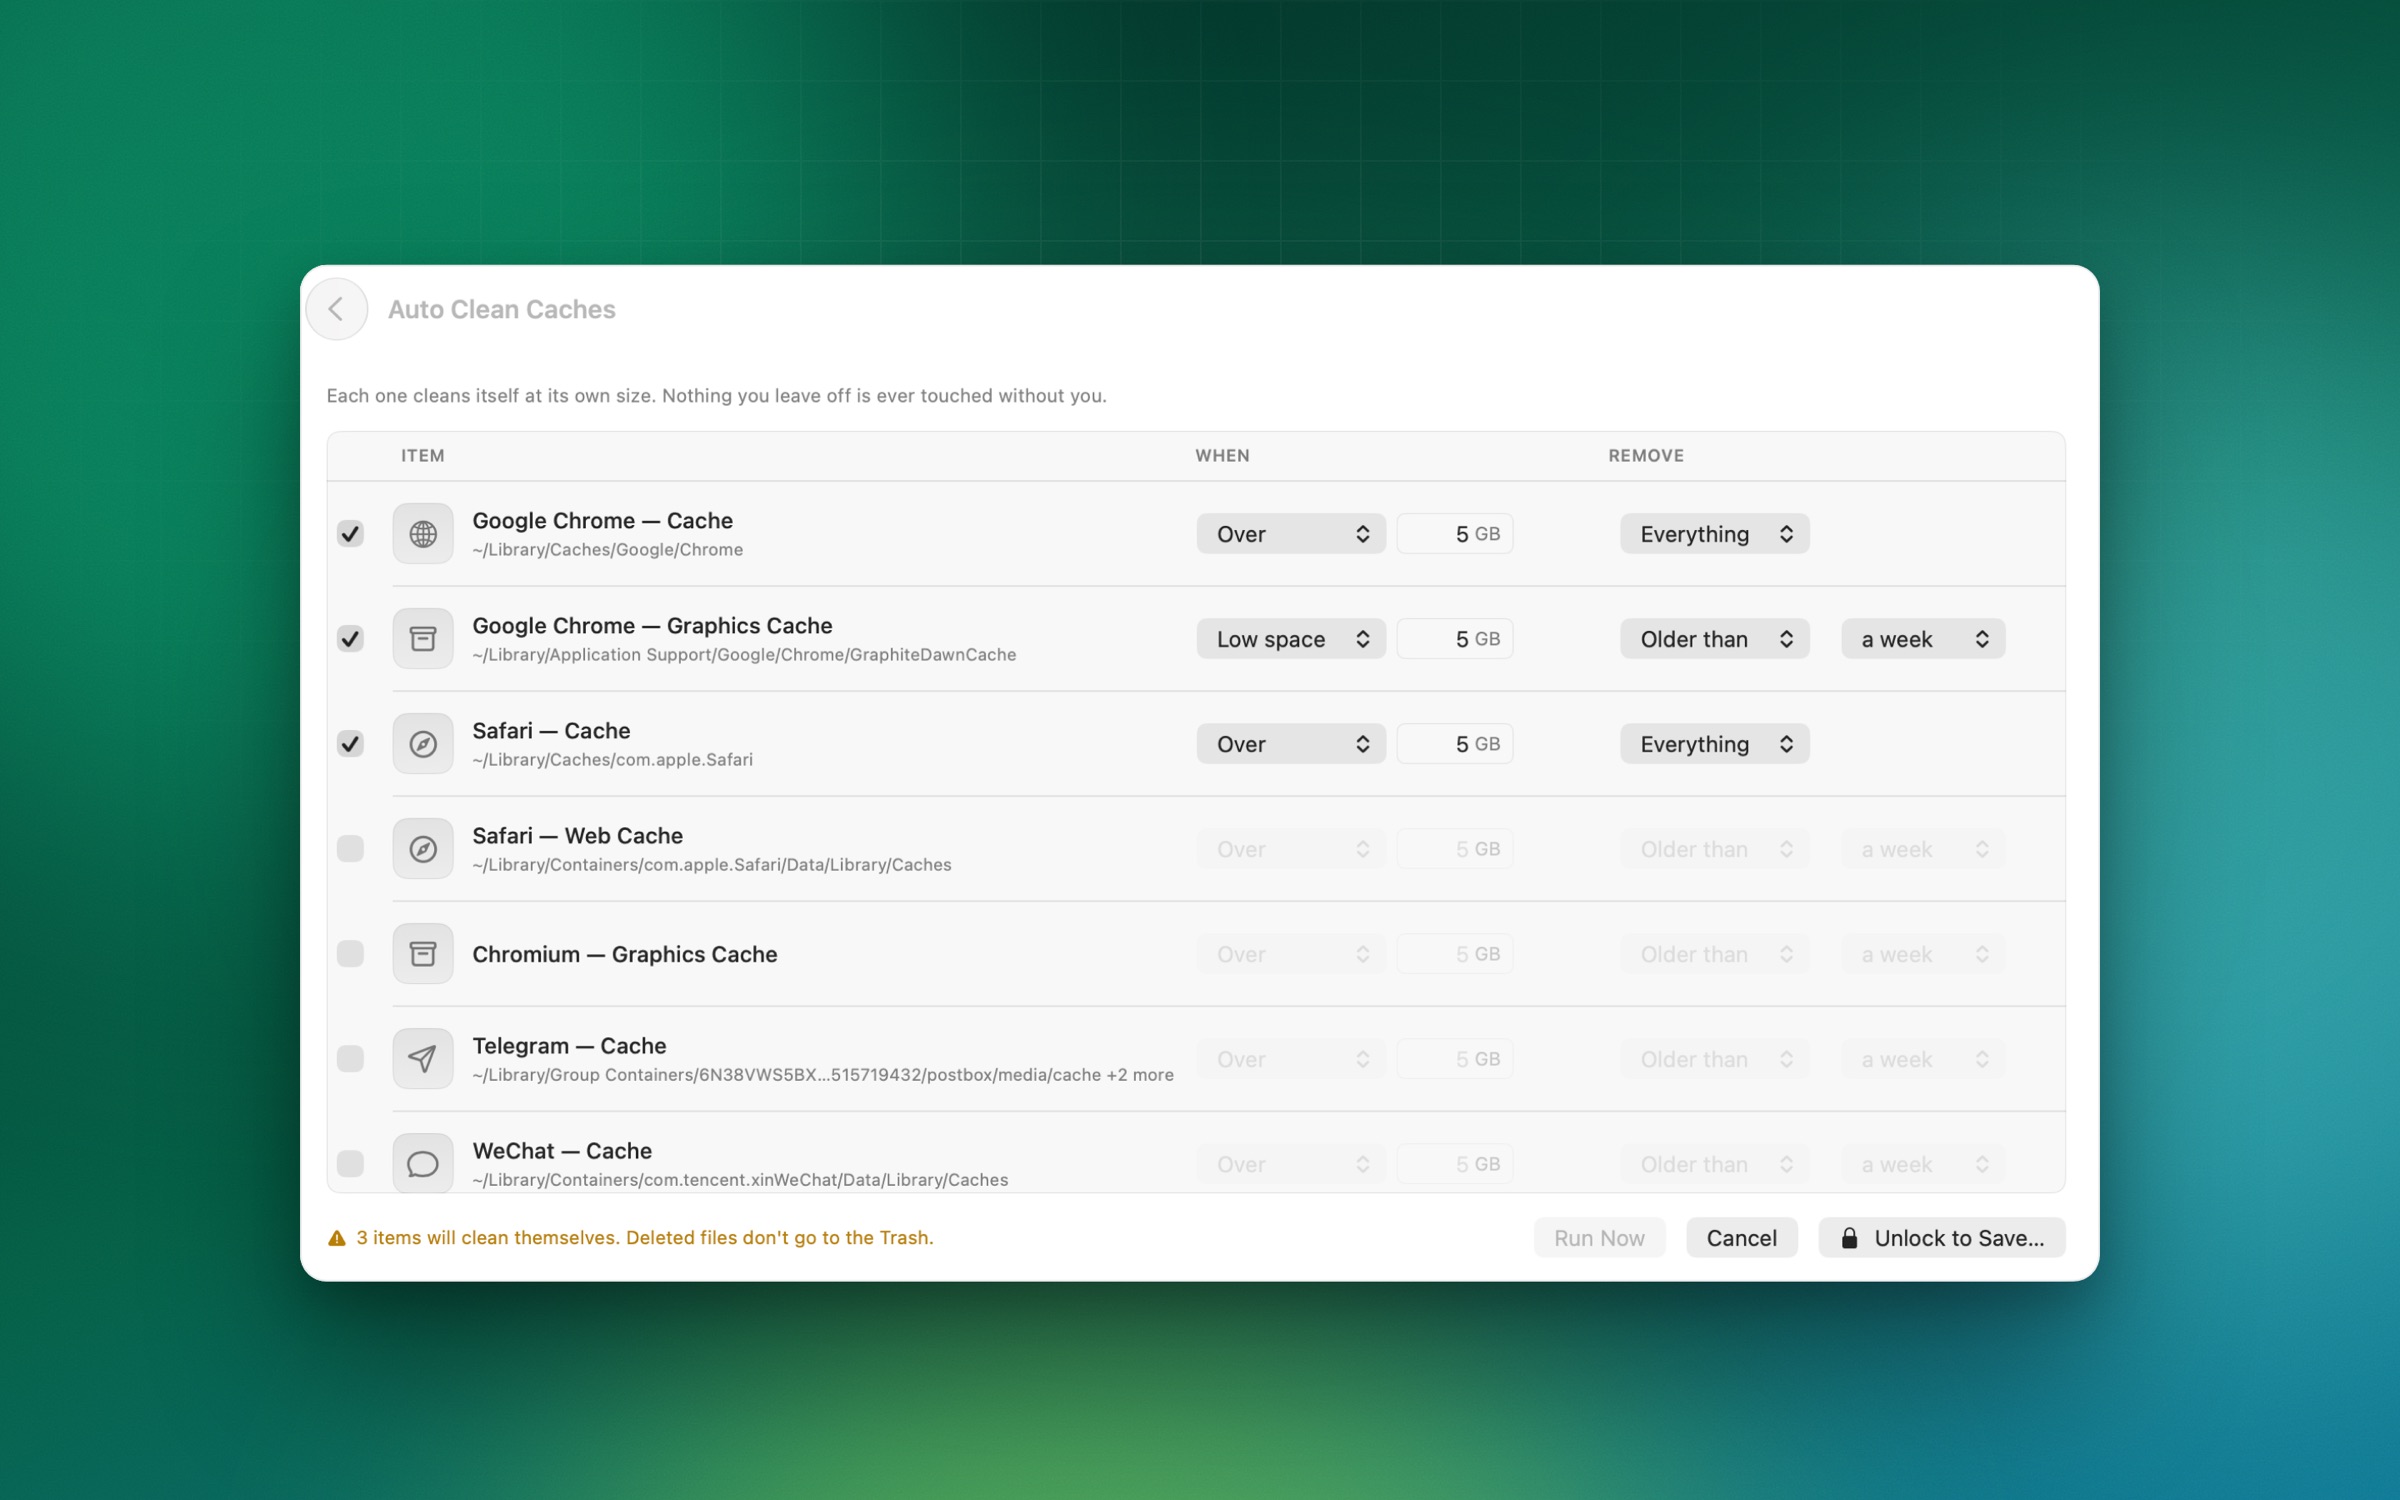 Auto Clean Caches
Each one cleans itself at its own size. Nothing you leave off is ever touched without you.
ITEM WHEN REMOVE
Google Chrome — Cache
~/Library/Caches/Google/Chrome
Over 5 GB Everything
Google Chrome — Graphics Cache
~/Library/Application Support/Google/Chrome/GraphiteDawnCache
Low space 5 GB Older than a week
Safari — Cache
~/Library/Caches/com.apple.Safari
Over 5 GB Everything
Safari — Web Cache
~/Library/Containers/com.apple.Safari/Data/Library/Caches
Over 5 GB Older than a week
Chromium — Graphics Cache
Over 5 GB Older than a week
Telegram — Cache
~/Library/Group Containers/6N38VWS5BX...515719432/postbox/media/cache +2 more
Over 5 GB Older than a week
WeChat — Cache
~/Library/Containers/com.tencent.xinWeChat/Data/Library/Caches
Over 5 GB Older than a week
3 items will clean themselves. Deleted files don't go to the Trash.
Run Now Cancel Unlock to Save...